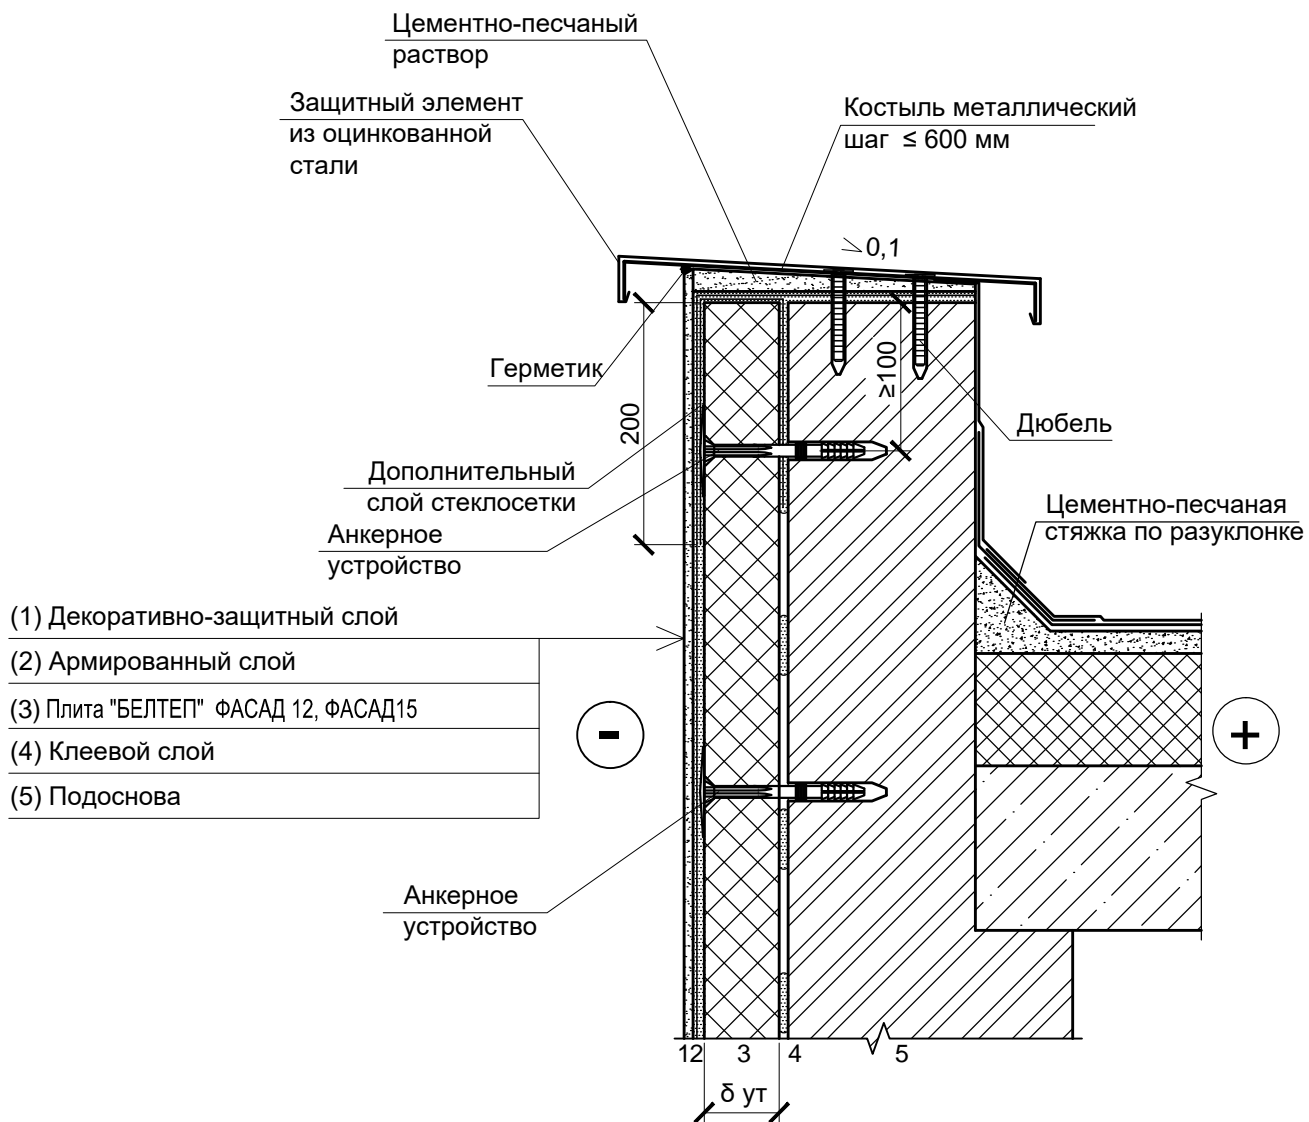 Цементно-песчаный
раствор
Защитный элемент
из оцинкованной
стали
Костыль металлический
шаг ≤ 600 мм
0,1
Герметик
200
≥100
Дюбель
Дополнительный
слой стеклосетки
Анкерное
устройство
Цементно-песчаная
стяжка по разуклонке
(1) Декоративно-защитный слой
(2) Армированный слой
(3) Плита "БЕЛТЕП" ФАСАД 12, ФАСАД15
(4) Клеевой слой
(5) Подоснова
-
+
Анкерное
устройство
12 3 4 5
δ ут